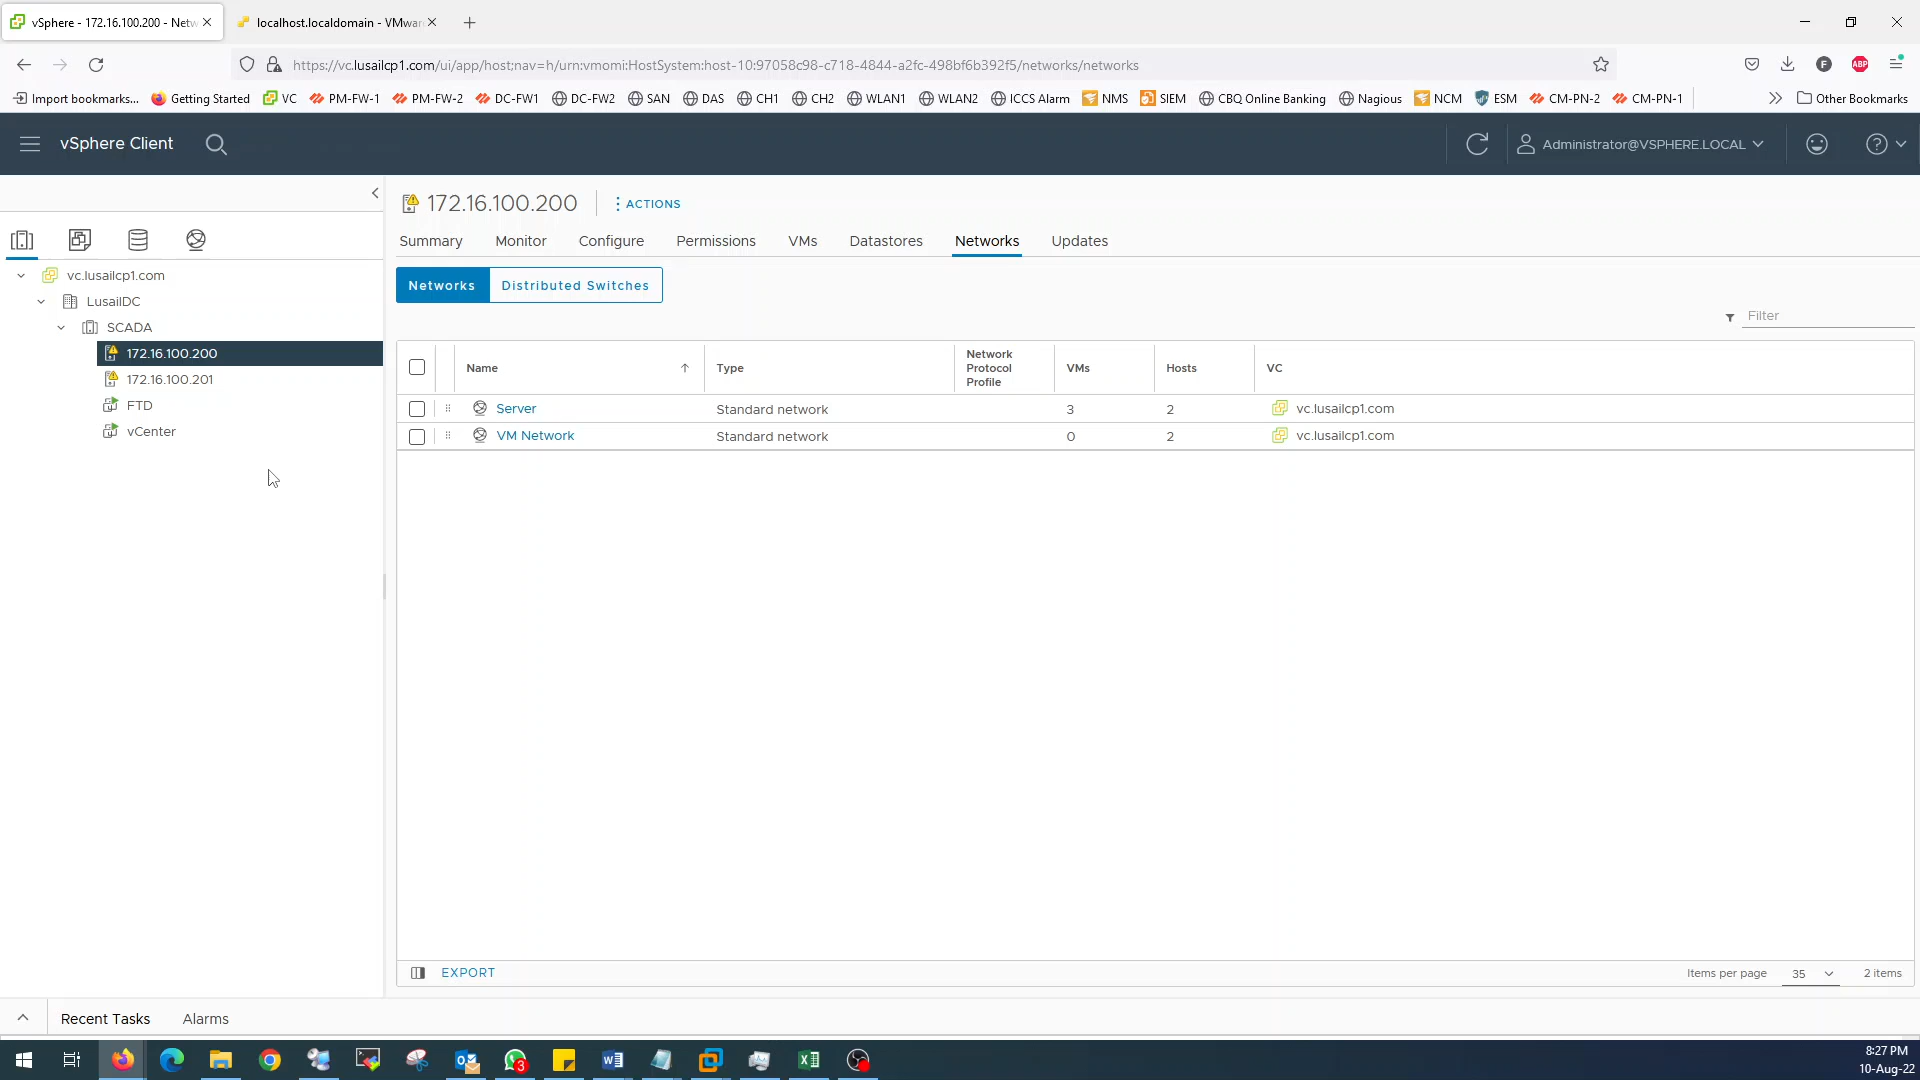 vSphere - 172.16.100.200 - Netw
localhost.localdomain - VMwar
https://vc.lusailcp1.com/ui/app/host;nav=h/urn:vmomi:HostSystem:host-10:97058c98-c718-4844-a2fc-498bf6b392f5/networks/networks
F
ABP
Import bookmarks... Getting Started VC PM-FW-1 PM-FW-2 DC-FW1 DC-FW2 SAN DAS CH1 CH2 WLAN1 WLAN2 ICCS Alarm NMS SIEM CBQ Online Banking Nagious NCM ESM CM-PN-2 CM-PN-1 Other Bookmarks
vSphere Client
Administrator@VSPHERE.LOCAL
172.16.100.200
ACTIONS
Summary Monitor Configure Permissions VMs Datastores Networks Updates
vc.lusailcp1.com
LusailDC
SCADA
172.16.100.200
172.16.100.201
FTD
vCenter
Networks Distributed Switches
Filter
Name Type Network Protocol Profile VMs Hosts VC
Server Standard network 3 2 vc.lusailcp1.com
VM Network Standard network 0 2 vc.lusailcp1.com
EXPORT
Items per page 35 2 items
Recent Tasks Alarms
3
8:27 PM
10-Aug-22